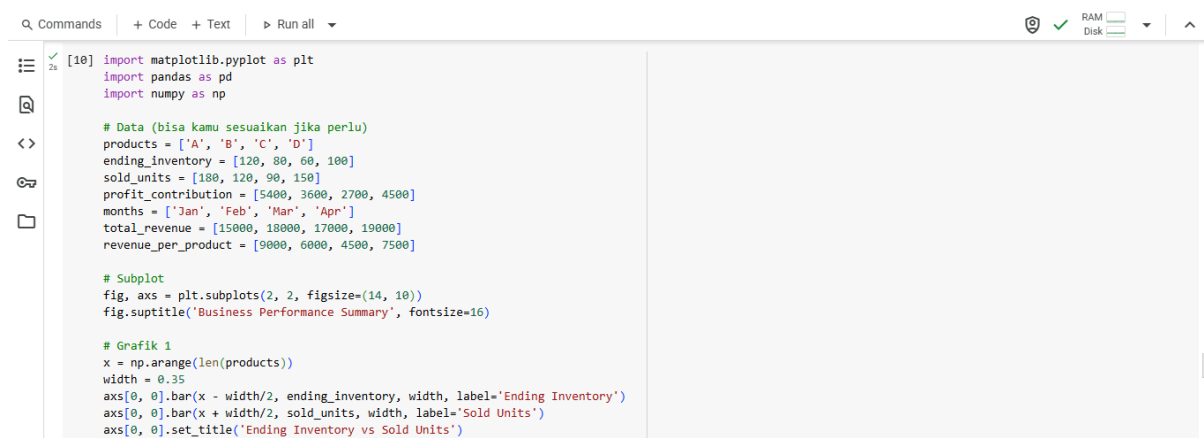 Commands + Code + Text Run all RAM
Disk
2s [10] import matplotlib.pyplot as plt
import pandas as pd
import numpy as np
# Data (bisa kamu sesuaikan jika perlu)
products = ['A', 'B', 'C', 'D']
ending_inventory = [120, 80, 60, 100]
sold_units = [180, 120, 90, 150]
profit_contribution = [5400, 3600, 2700, 4500]
months = ['Jan', 'Feb', 'Mar', 'Apr']
total_revenue = [15000, 18000, 17000, 19000]
revenue_per_product = [9000, 6000, 4500, 7500]
# Subplot
fig, axs = plt.subplots(2, 2, figsize=(14, 10))
fig.suptitle('Business Performance Summary', fontsize=16)
# Grafik 1
x = np.arange(len(products))
width = 0.35
axs[0, 0].bar(x - width/2, ending_inventory, width, label='Ending Inventory')
axs[0, 0].bar(x + width/2, sold_units, width, label='Sold Units')
axs[0, 0].set_title('Ending Inventory vs Sold Units')